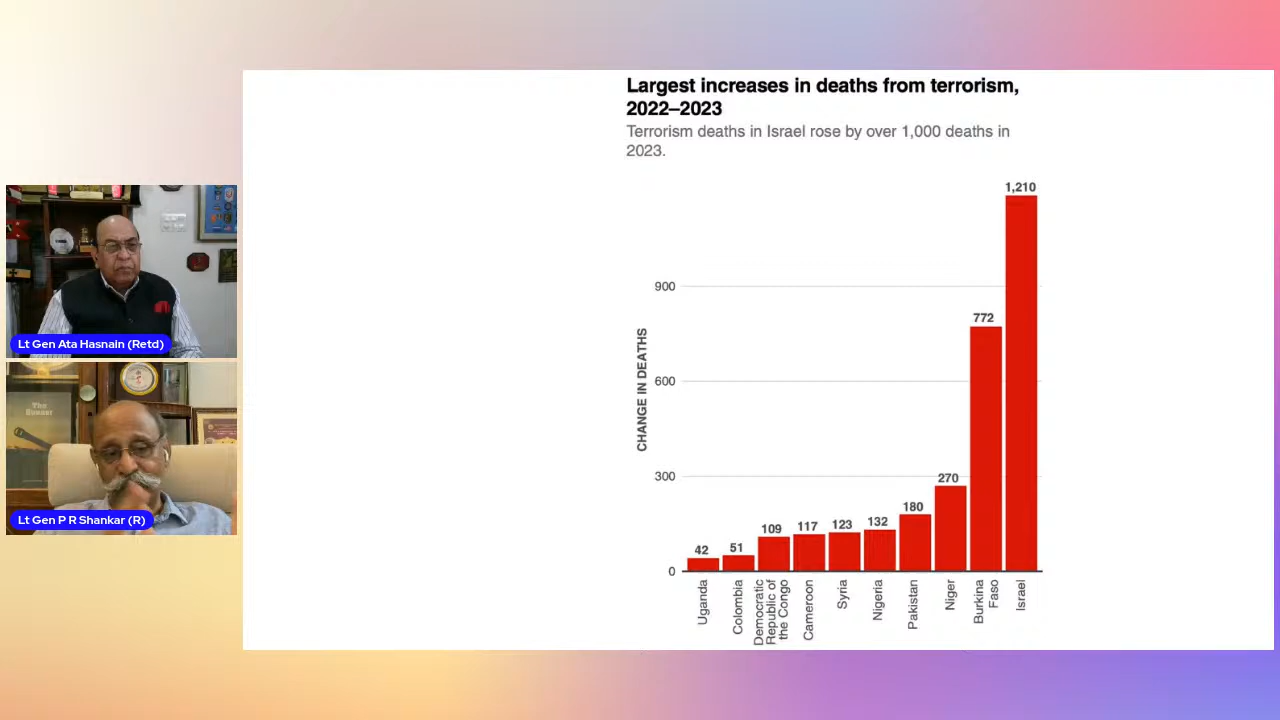 Largest increases in deaths from terrorism,
2022–2023
Terrorism deaths in Israel rose by over 1,000 deaths in
2023.
CHANGE IN DEATHS
900
600
300
0
42
51
109
117
123
132
180
270
772
1,210
Uganda
Colombia
Democratic
Republic of
the Congo
Cameroon
Syria
Nigeria
Pakistan
Niger
Burkina
Faso
Israel
Lt Gen Ata Hasnain (Retd)
The
Lt Gen P R Shankar (R)